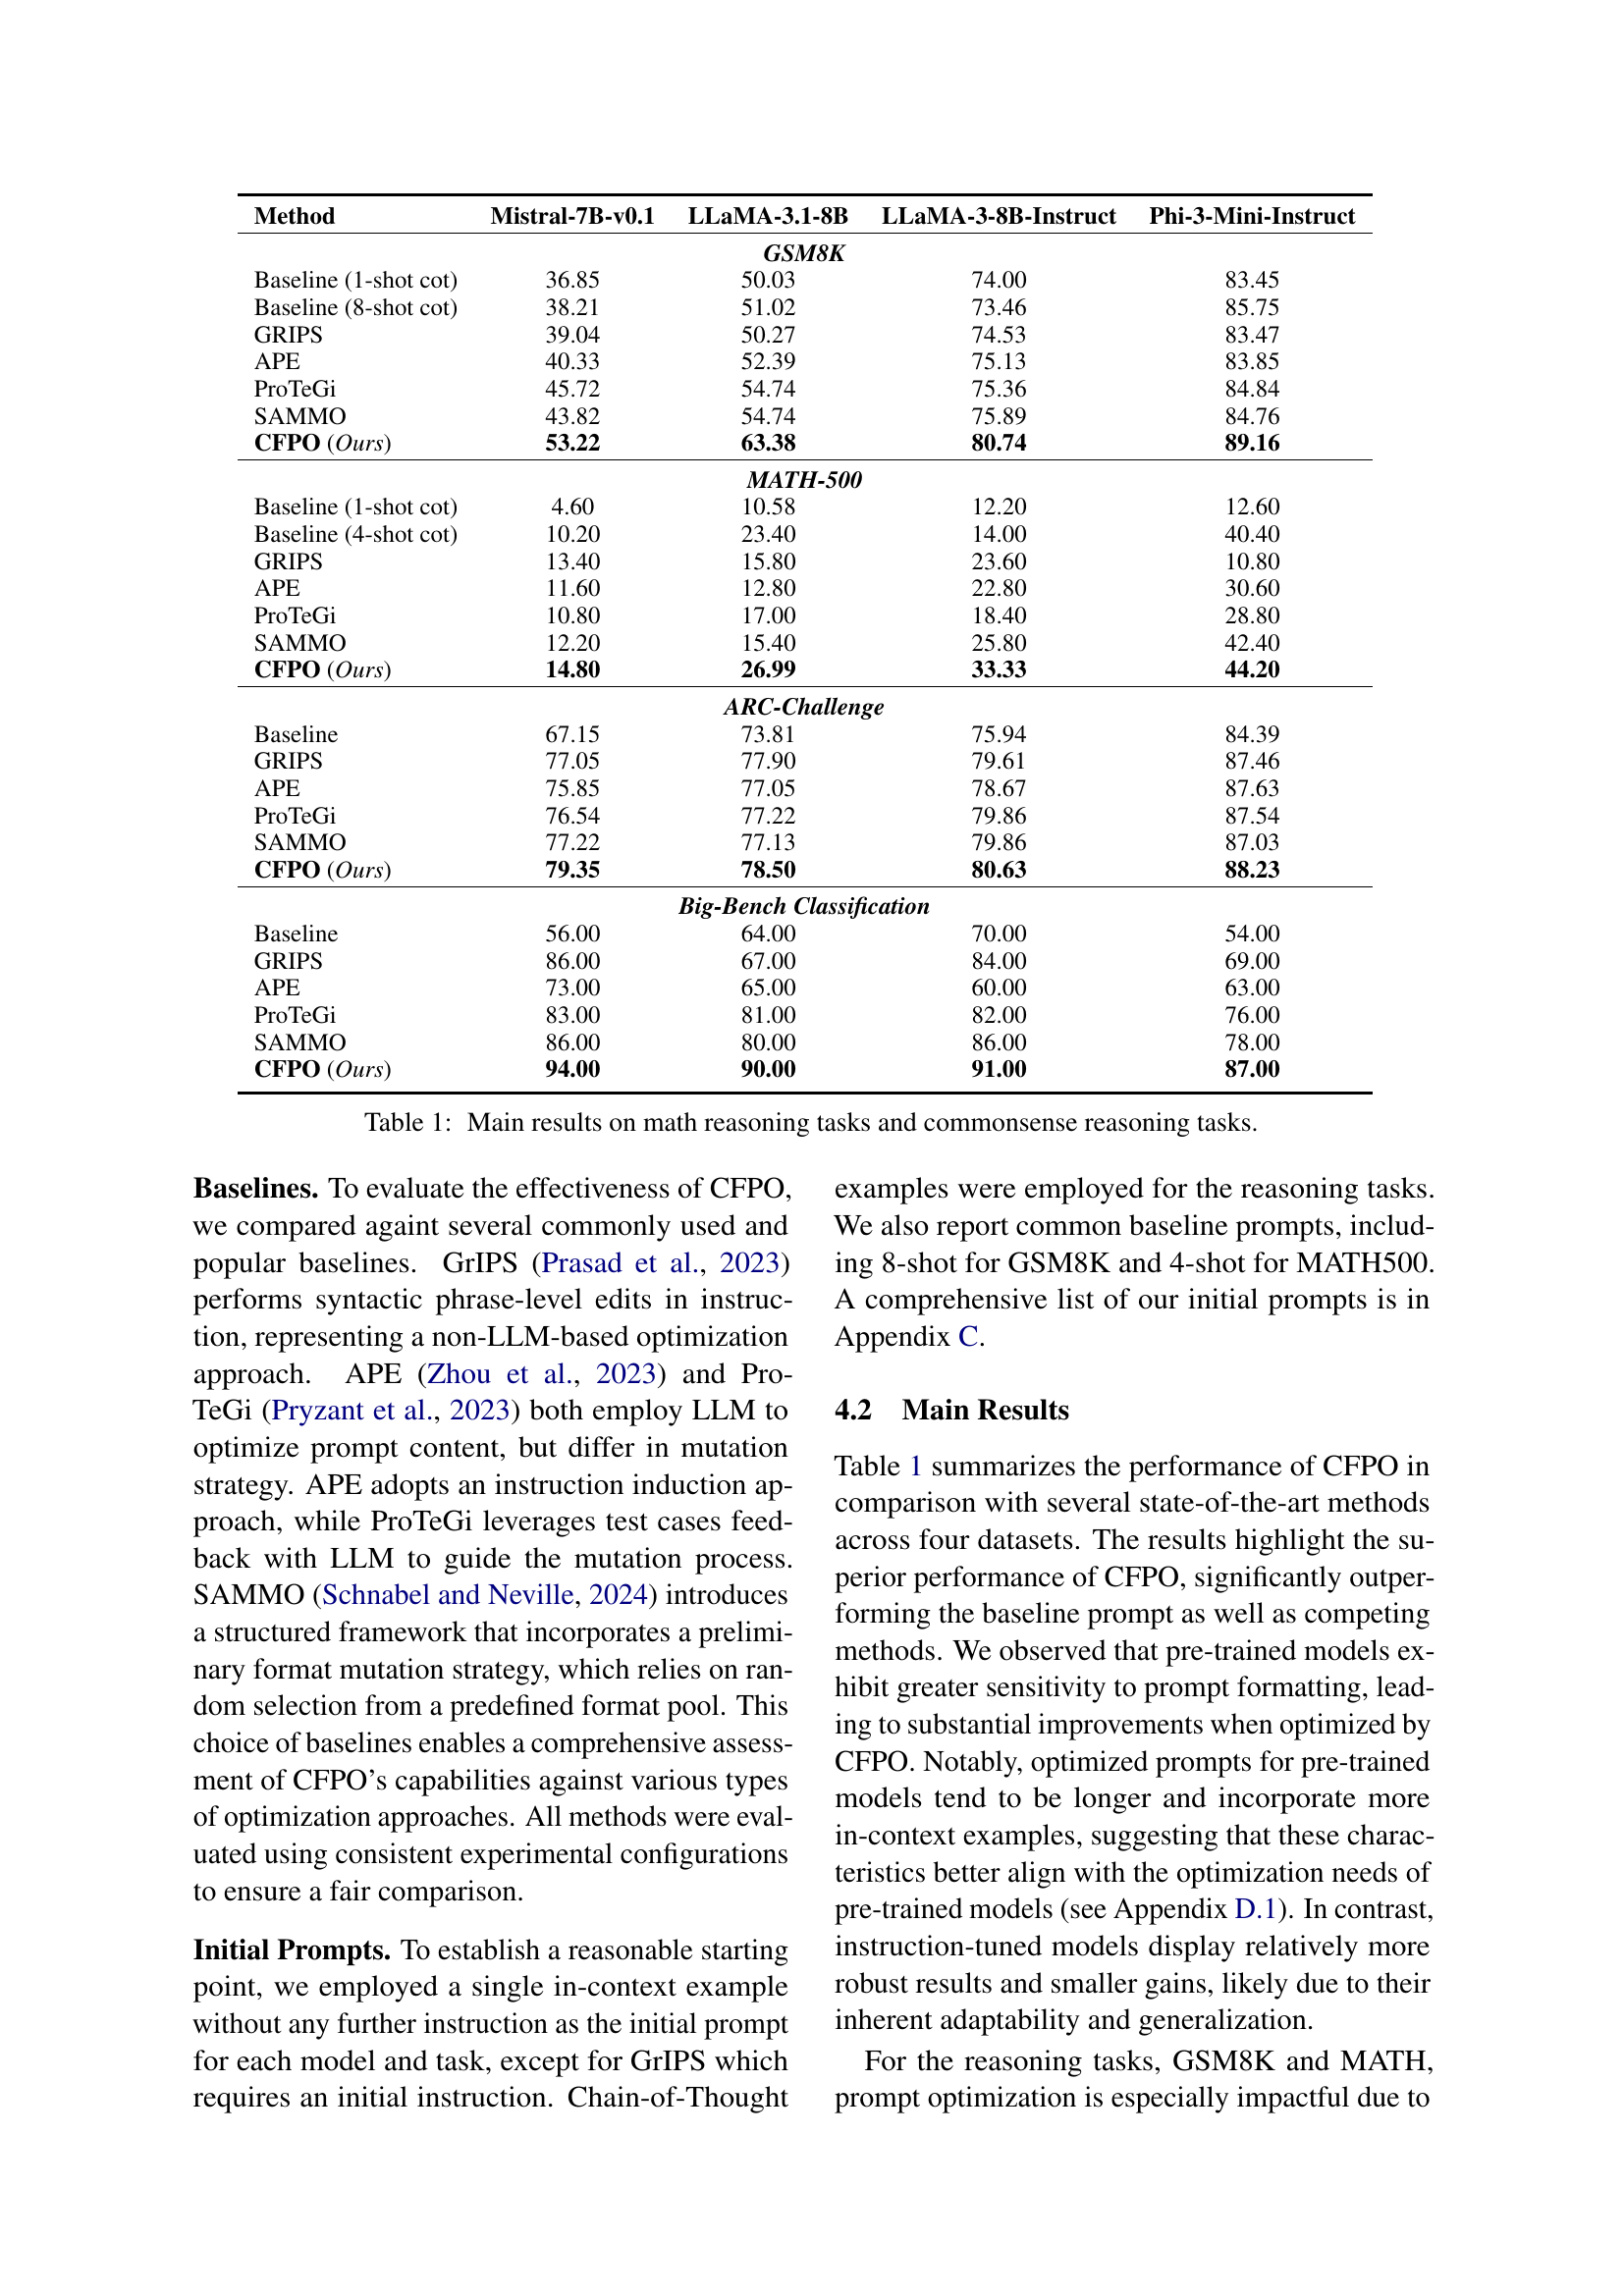 Method Mistral-7B-v0.1 LLaMA-3.1-8B LLaMA-3-8B-Instruct Phi-3-Mini-Instruct
GSM8K
Baseline (1-shot cot) 36.85 50.03 74.00 83.45
Baseline (8-shot cot) 38.21 51.02 73.46 85.75
GRIPS 39.04 50.27 74.53 83.47
APE 40.33 52.39 75.13 83.85
ProTeGi 45.72 54.74 75.36 84.84
SAMMO 43.82 54.74 75.89 84.76
CFPO (Ours) 53.22 63.38 80.74 89.16
MATH-500
Baseline (1-shot cot) 4.60 10.58 12.20 12.60
Baseline (4-shot cot) 10.20 23.40 14.00 40.40
GRIPS 13.40 15.80 23.60 10.80
APE 11.60 12.80 22.80 30.60
ProTeGi 10.80 17.00 18.40 28.80
SAMMO 12.20 15.40 25.80 42.40
CFPO (Ours) 14.80 26.99 33.33 44.20
ARC-Challenge
Baseline 67.15 73.81 75.94 84.39
GRIPS 77.05 77.90 79.61 87.46
APE 75.85 77.05 78.67 87.63
ProTeGi 76.54 77.22 79.86 87.54
SAMMO 77.22 77.13 79.86 87.03
CFPO (Ours) 79.35 78.50 80.63 88.23
Big-Bench Classification
Baseline 56.00 64.00 70.00 54.00
GRIPS 86.00 67.00 84.00 69.00
APE 73.00 65.00 60.00 63.00
ProTeGi 83.00 81.00 82.00 76.00
SAMMO 86.00 80.00 86.00 78.00
CFPO (Ours) 94.00 90.00 91.00 87.00
Table 1: Main results on math reasoning tasks and commonsense reasoning tasks.
Baselines. To evaluate the effectiveness of CFPO,
we compared againt several commonly used and
popular baselines. GrIPS (Prasad et al., 2023)
performs syntactic phrase-level edits in instruc-
tion, representing a non-LLM-based optimization
approach. APE (Zhou et al., 2023) and Pro-
TeGi (Pryzant et al., 2023) both employ LLM to
optimize prompt content, but differ in mutation
strategy. APE adopts an instruction induction ap-
proach, while ProTeGi leverages test cases feed-
back with LLM to guide the mutation process.
SAMMO (Schnabel and Neville, 2024) introduces
a structured framework that incorporates a prelimi-
nary format mutation strategy, which relies on ran-
dom selection from a predefined format pool. This
choice of baselines enables a comprehensive assess-
ment of CFPO's capabilities against various types
of optimization approaches. All methods were eval-
uated using consistent experimental configurations
to ensure a fair comparison.
Initial Prompts. To establish a reasonable starting
point, we employed a single in-context example
without any further instruction as the initial prompt
for each model and task, except for GrIPS which
requires an initial instruction. Chain-of-Thought
examples were employed for the reasoning tasks.
We also report common baseline prompts, includ-
ing 8-shot for GSM8K and 4-shot for MATH500.
A comprehensive list of our initial prompts is in
Appendix C.
4.2 Main Results
Table 1 summarizes the performance of CFPO in
comparison with several state-of-the-art methods
across four datasets. The results highlight the su-
perior performance of CFPO, significantly outper-
forming the baseline prompt as well as competing
methods. We observed that pre-trained models ex-
hibit greater sensitivity to prompt formatting, lead-
ing to substantial improvements when optimized by
CFPO. Notably, optimized prompts for pre-trained
models tend to be longer and incorporate more
in-context examples, suggesting that these charac-
teristics better align with the optimization needs of
pre-trained models (see Appendix D.1). In contrast,
instruction-tuned models display relatively more
robust results and smaller gains, likely due to their
inherent adaptability and generalization.
For the reasoning tasks, GSM8K and MATH,
prompt optimization is especially impactful due to